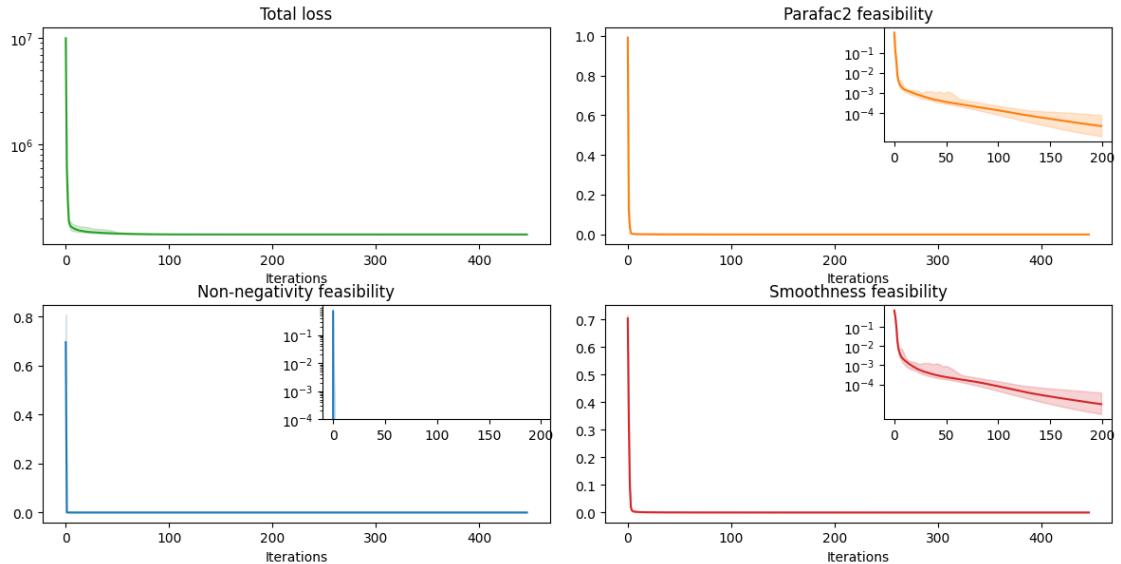 Total loss
10^7
10^6
0 100 200 300 400
Iterations
Parafac2 feasibility
1.0
0.8
0.6
0.4
0.2
0.0
10^-1
10^-2
10^-3
10^-4
0 50 100 150 200
0 100 200 300 400
Iterations
Non-negativity feasibility
0.8
0.6
0.4
0.2
0.0
10^-1
10^-2
10^-3
10^-4
0 50 100 150 200
0 100 200 300 400
Iterations
Smoothness feasibility
0.7
0.6
0.5
0.4
0.3
0.2
0.1
0.0
10^-1
10^-2
10^-3
10^-4
0 50 100 150 200
0 100 200 300 400
Iterations